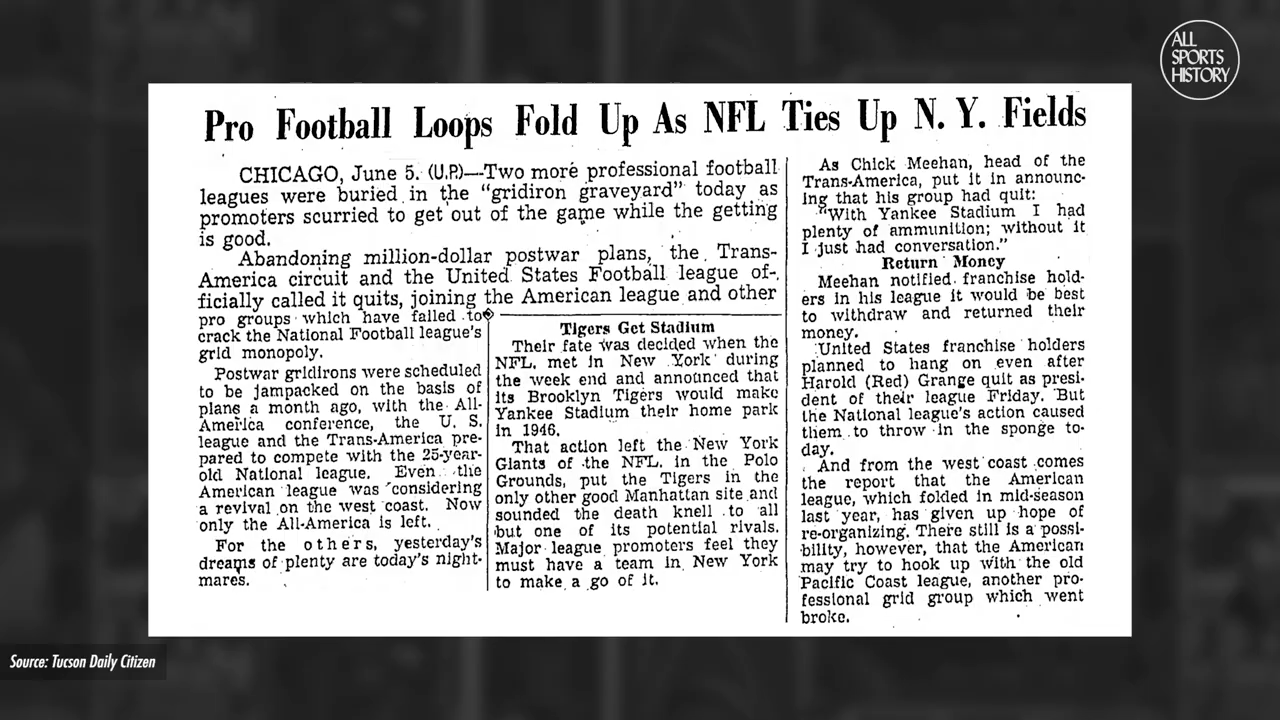 ALL
SPORTS
HISTORY
Pro Football Loops Fold Up As NFL Ties Up N. Y. Fields
CHICAGO, June 5. (U.P.)—Two more professional football
leagues were buried in the "gridiron graveyard" today as
promoters scurried to get out of the game while the getting
is good.
Abandoning million-dollar postwar plans, the Trans-
America circuit and the United States Football league of-
ficially called it quits, joining the American league and other
pro groups which have failed to
crack the National Football league's
grid monopoly.
Postwar gridirons were scheduled
to be jampacked on the basis of
plans a month ago, with the All-
America conference, the U. S.
league and the Trans-America pre-
pared to compete with the 25-year-
old National league. Even the
American league was considering
a revival on the west coast. Now
only the All-America is left.
For the others, yesterday's
dreams of plenty are today's night-
mares.
Tigers Get Stadium
Their fate was decided when the
NFL. met in New York during
the week end and announced that
its Brooklyn Tigers would make
Yankee Stadium their home park
in 1946.
That action left the New York
Giants of the NFL. in the Polo
Grounds, put the Tigers in the
only other good Manhattan site and
sounded the death knell to all
but one of its potential rivals.
Major league promoters feel they
must have a team in New York
to make a go of it.
As Chick Meehan, head of the
Trans-America, put it in announc-
ing that his group had quit:
"With Yankee Stadium I had
plenty of ammunition; without it
I just had conversation."
Return Money
Meehan notified franchise hold-
ers in his league it would be best
to withdraw and returned their
money.
United States franchise holders
planned to hang on even after
Harold (Red) Grange quit as presi-
dent of their league Friday. But
the National league's action caused
them to throw in the sponge to-
day.
And from the west coast comes
the report that the American
league, which folded in mid-season
last year, has given up hope of
re-organizing. There still is a possi-
bility, however, that the American
may try to hook up with the old
Pacific Coast league, another pro-
fessional grid group which went
broke.
Source: Tucson Daily Citizen